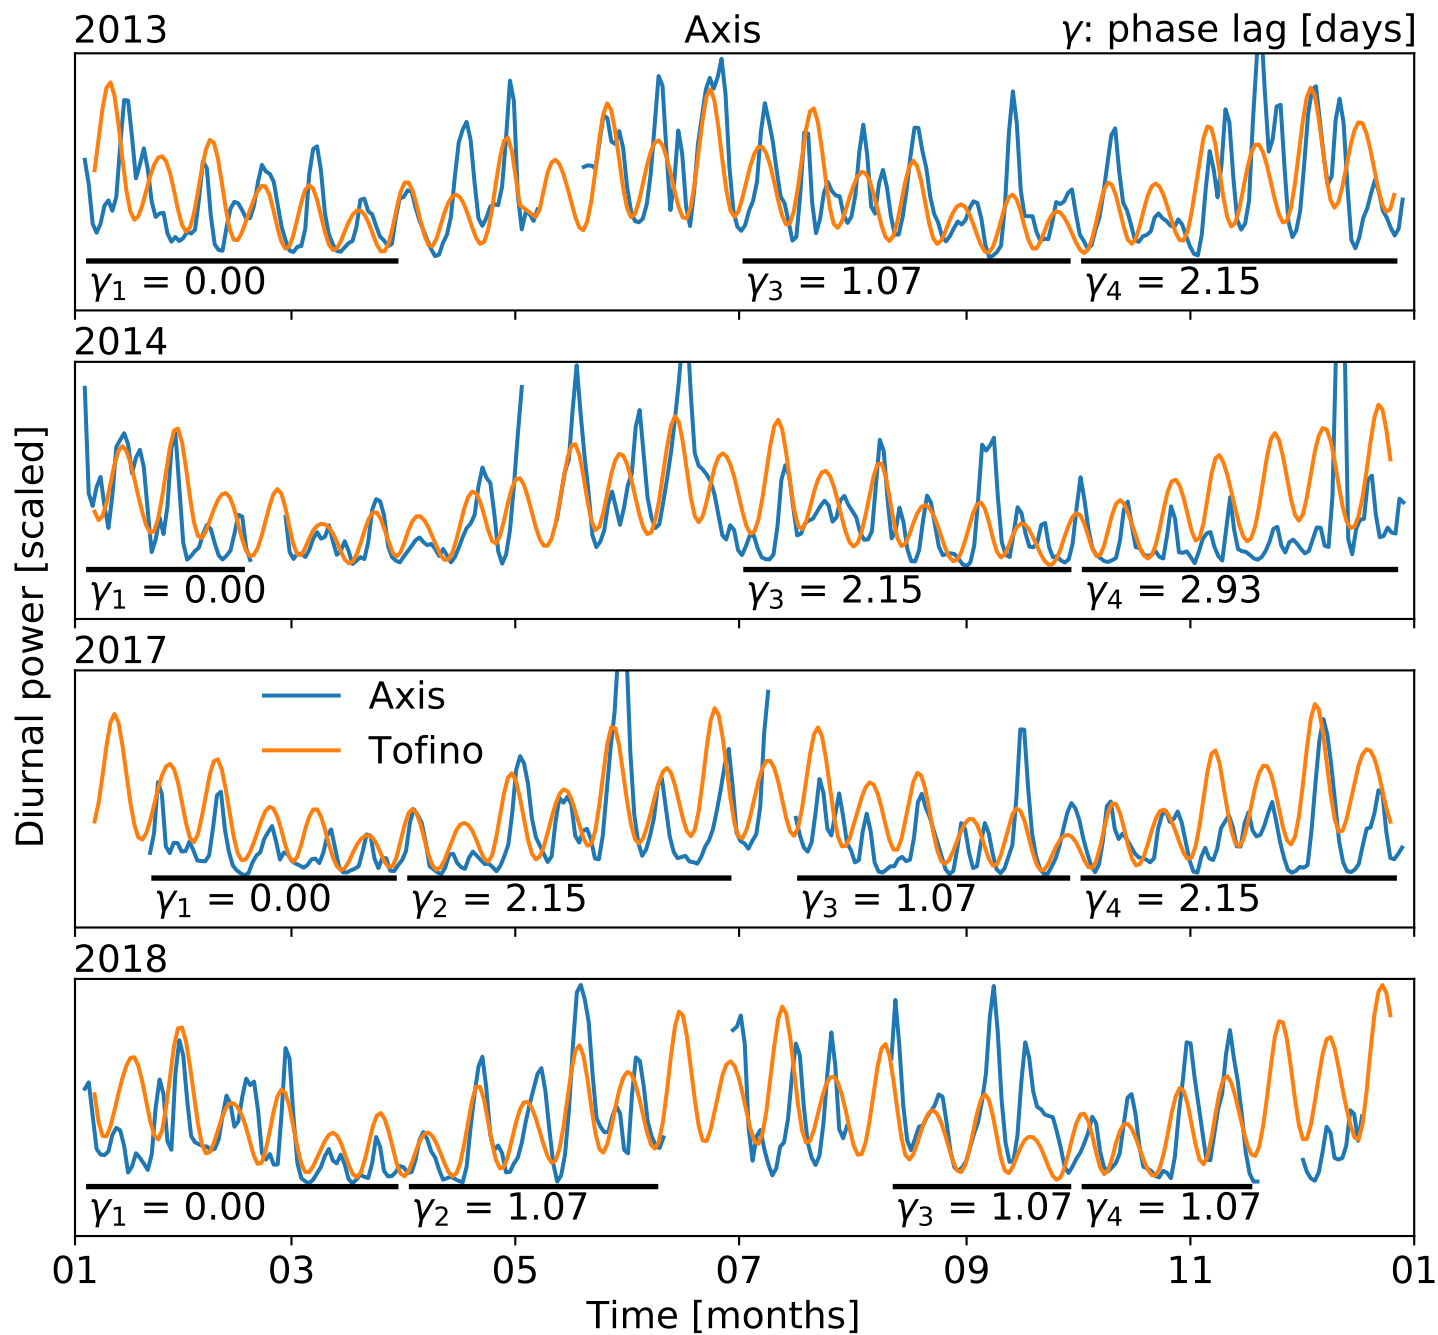 2013 Axis γ: phase lag [days]
γ₁ = 0.00 γ₃ = 1.07 γ₄ = 2.15
2014
γ₁ = 0.00 γ₃ = 2.15 γ₄ = 2.93
Diurnal power [scaled]
2017
Axis
Tofino
γ₁ = 0.00 γ₂ = 2.15 γ₃ = 1.07 γ₄ = 2.15
2018
γ₁ = 0.00 γ₂ = 1.07 γ₃ = 1.07 γ₄ = 1.07
01 03 05 07 09 11 01
Time [months]